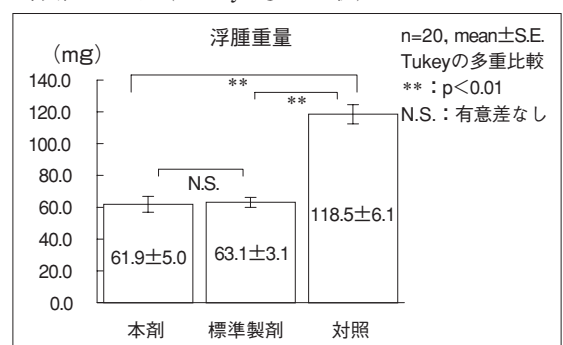 浮腫重量
n=20, mean±S.E.
Tukeyの多重比較
**：p<0.01
N.S.：有意差なし
(mg)
140.0
120.0
100.0
80.0
60.0
40.0
20.0
0.0
**
**
N.S.
61.9±5.0
63.1±3.1
118.5±6.1
本剤
標準製剤
対照